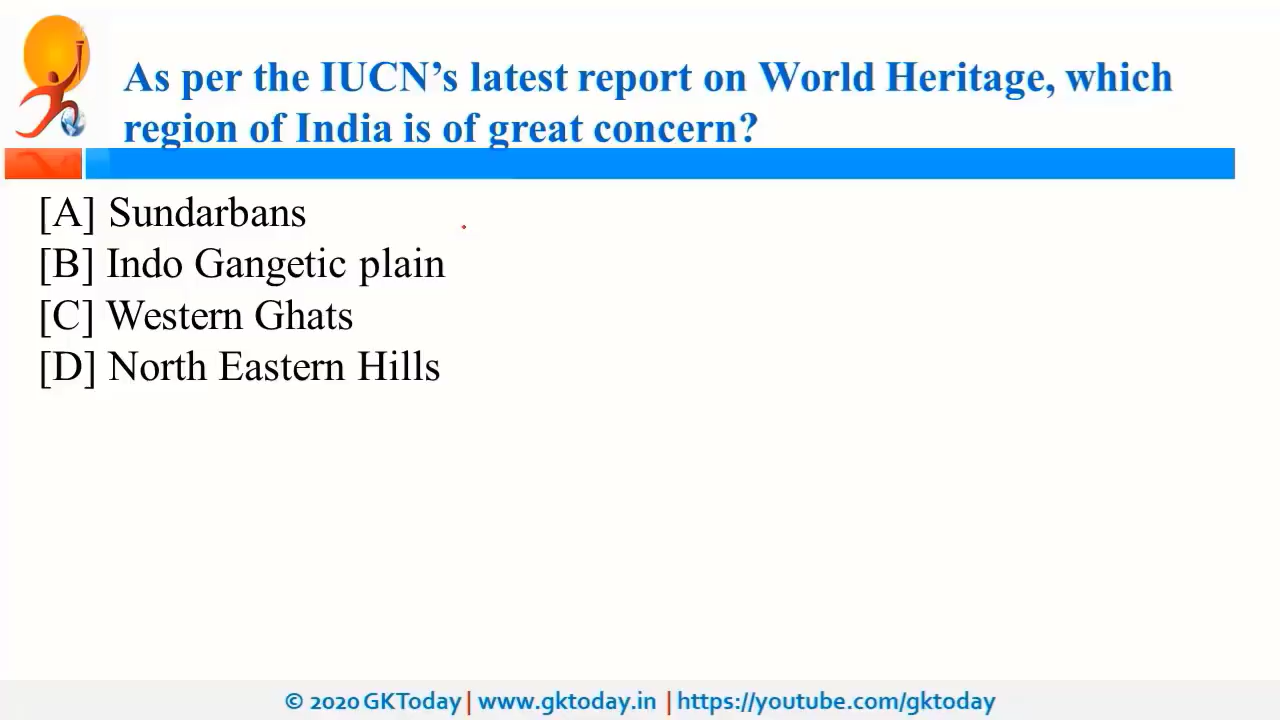 As per the IUCN’s latest report on World Heritage, which
region of India is of great concern?
[A] Sundarbans
[B] Indo Gangetic plain
[C] Western Ghats
[D] North Eastern Hills
© 2020 GKToday | www.gktoday.in | https://youtube.com/gktoday